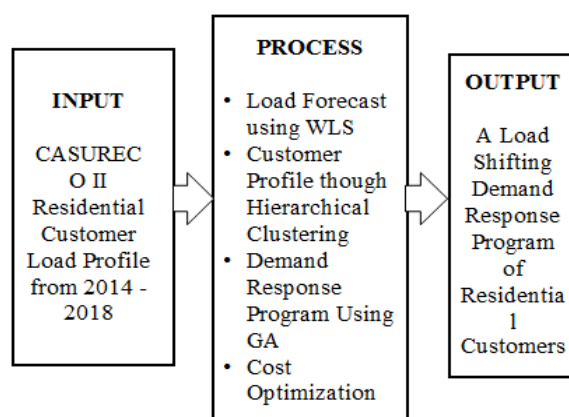 INPUT
CASUREC
O II
Residential
Customer
Load Profile
from 2014 -
2018
PROCESS
• Load Forecast
using WLS
• Customer
Profile though
Hierarchical
Clustering
• Demand
Response
Program Using
GA
• Cost
Optimization
OUTPUT
A Load
Shifting
Demand
Response
Program
of
Residentia
l
Customers